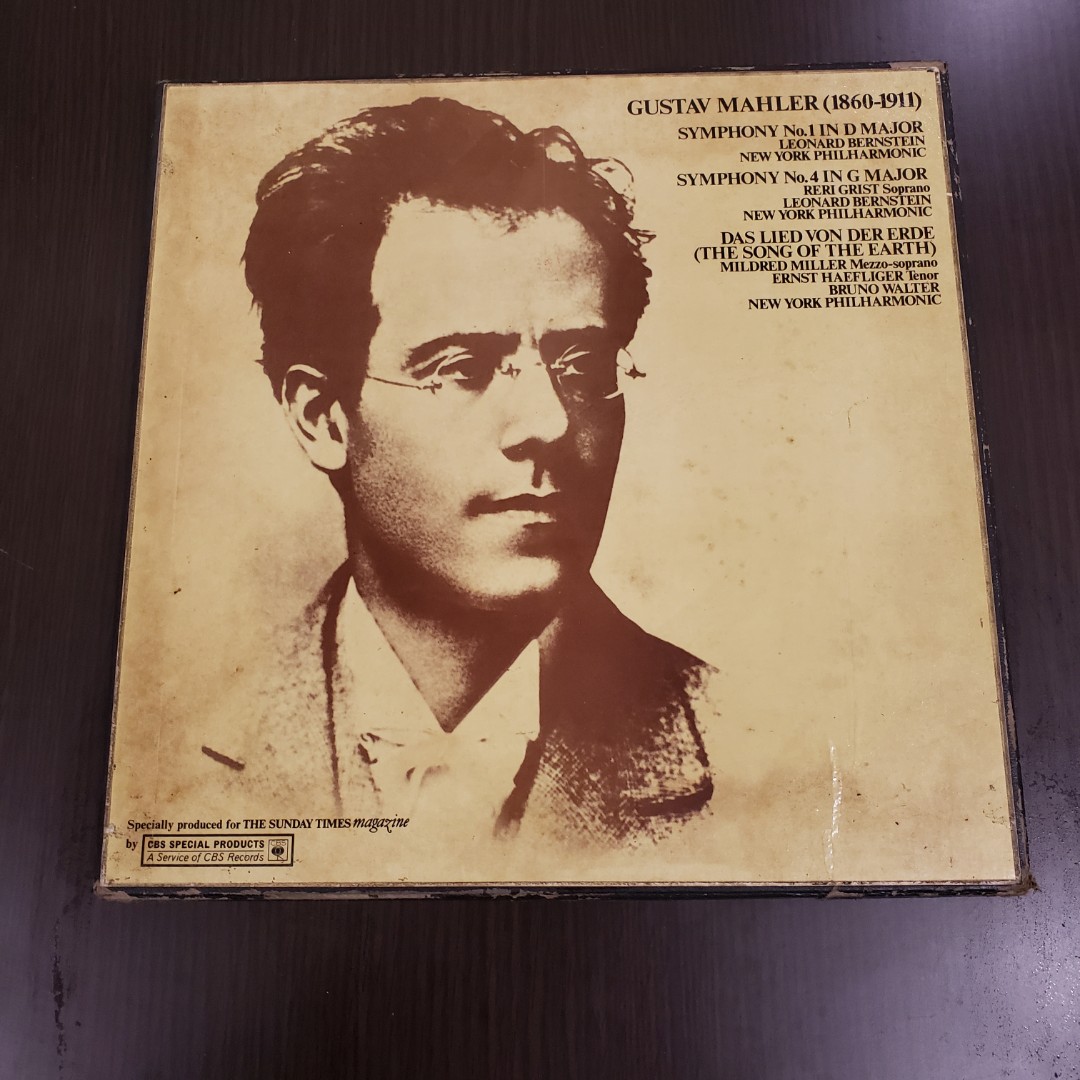 GUSTAV MAHLER (1860-1911)
SYMPHONY No.1 IN D MAJOR
LEONARD BERNSTEIN
NEW YORK PHILHARMONIC
SYMPHONY No.4 IN G MAJOR
RERI GRIST Soprano
LEONARD BERNSTEIN
NEW YORK PHILHARMONIC
DAS LIED VON DER ERDE
(THE SONG OF THE EARTH)
MILDRED MILLER Mezzo-soprano
ERNST HAEFLIGER Tenor
BRUNO WALTER
NEW YORK PHILHARMONIC
Specially produced for THE SUNDAY TIMES magazine
by CBS SPECIAL PRODUCTS CBS
A Service of CBS Records